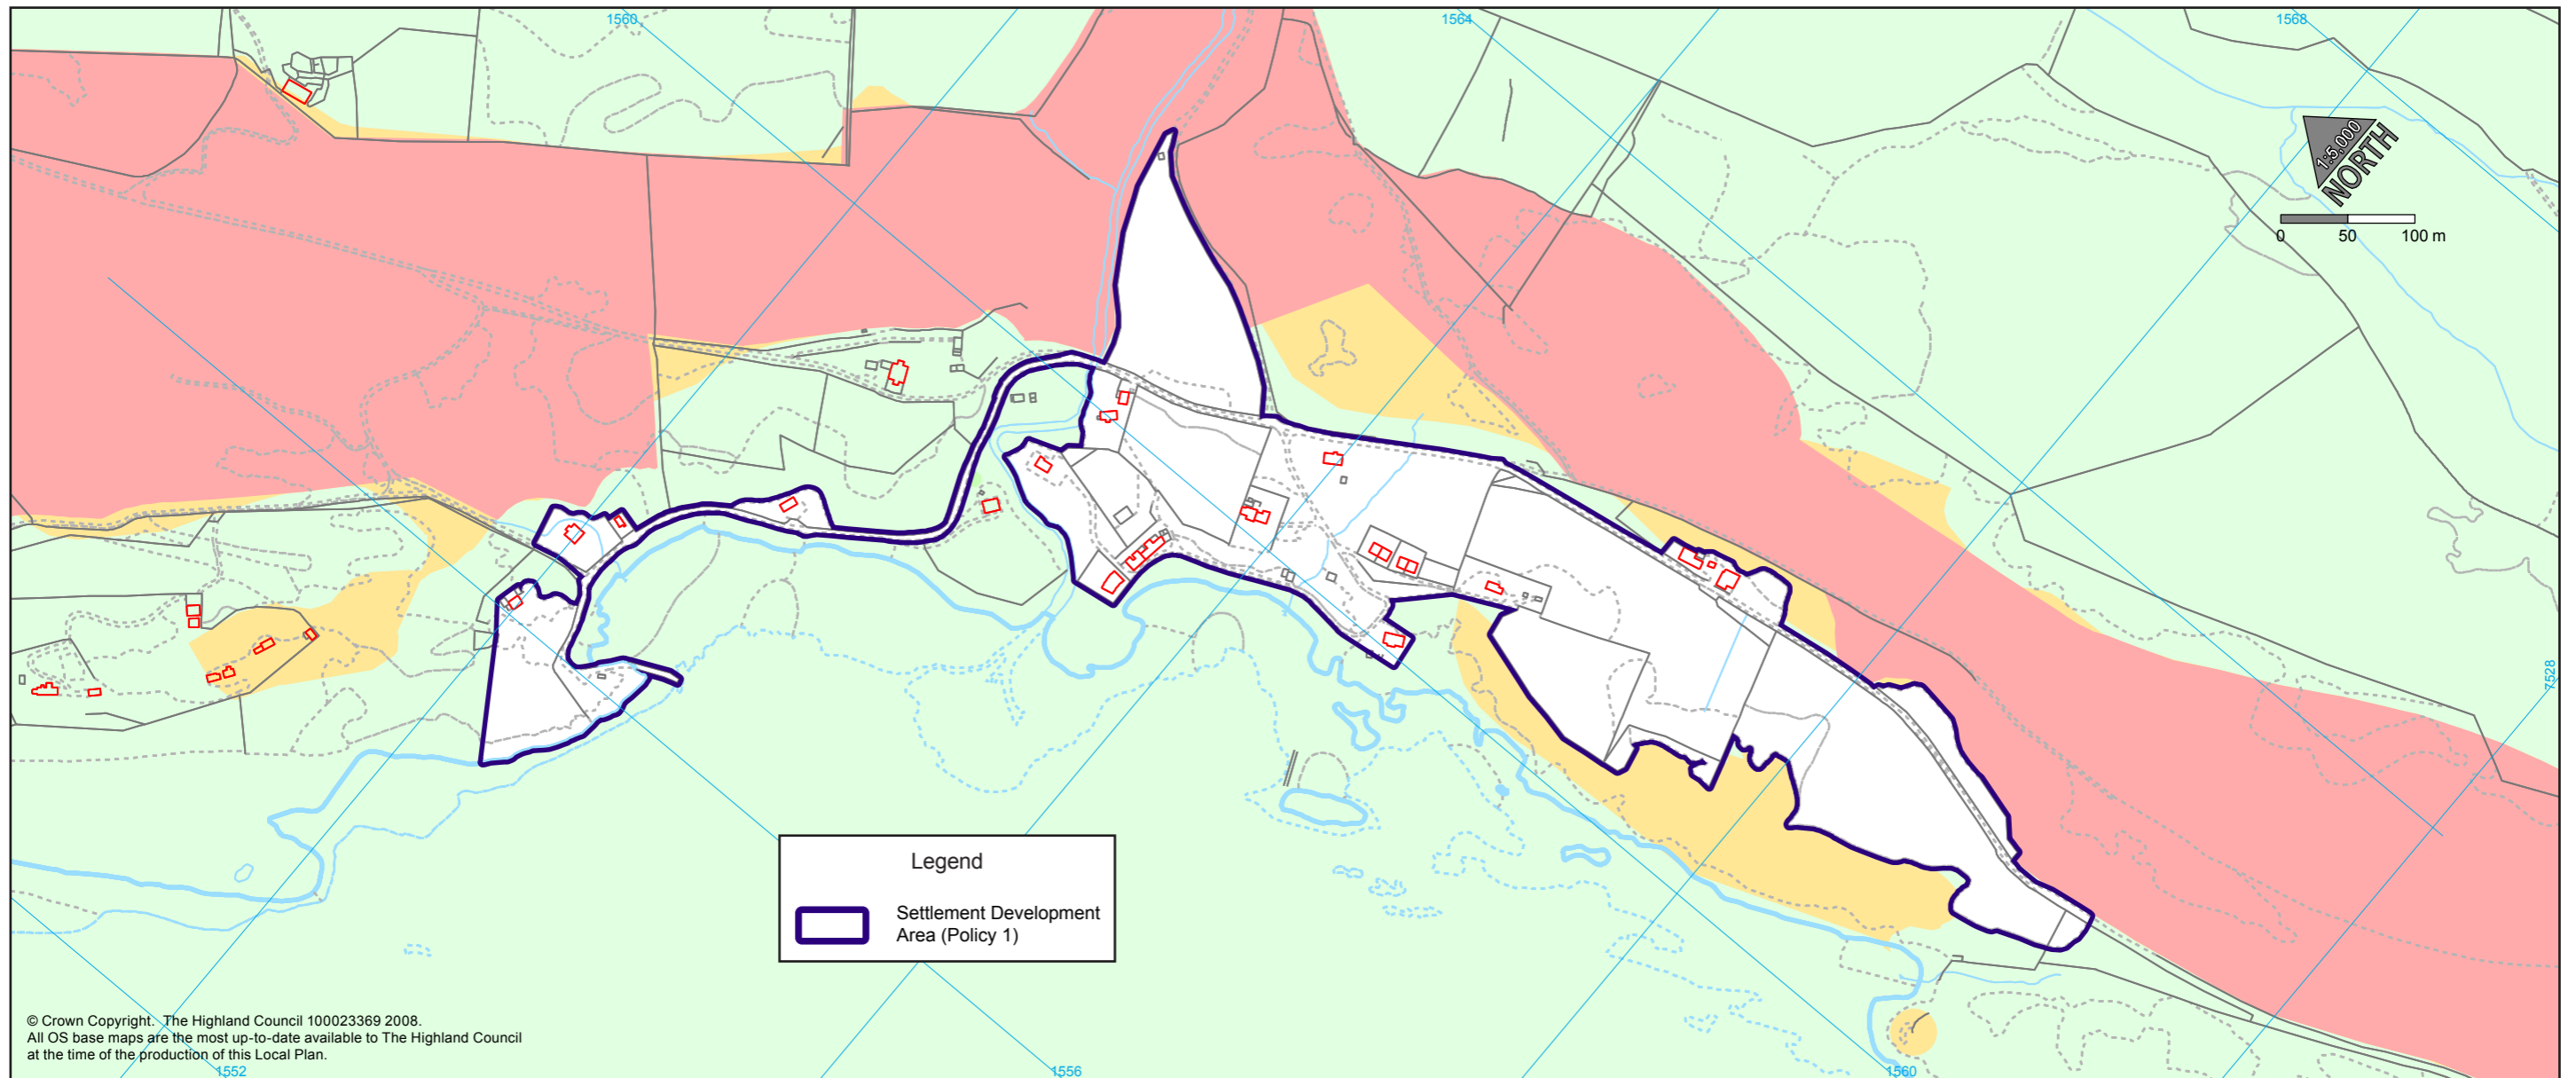 1560
1564
1568
1:5,000
NORTH
0 50 100 m
7528
Legend
Settlement Development
Area (Policy 1)
© Crown Copyright. The Highland Council 100023369 2008.
All OS base maps are the most up-to-date available to The Highland Council
at the time of the production of this Local Plan.
1552
1556
1560